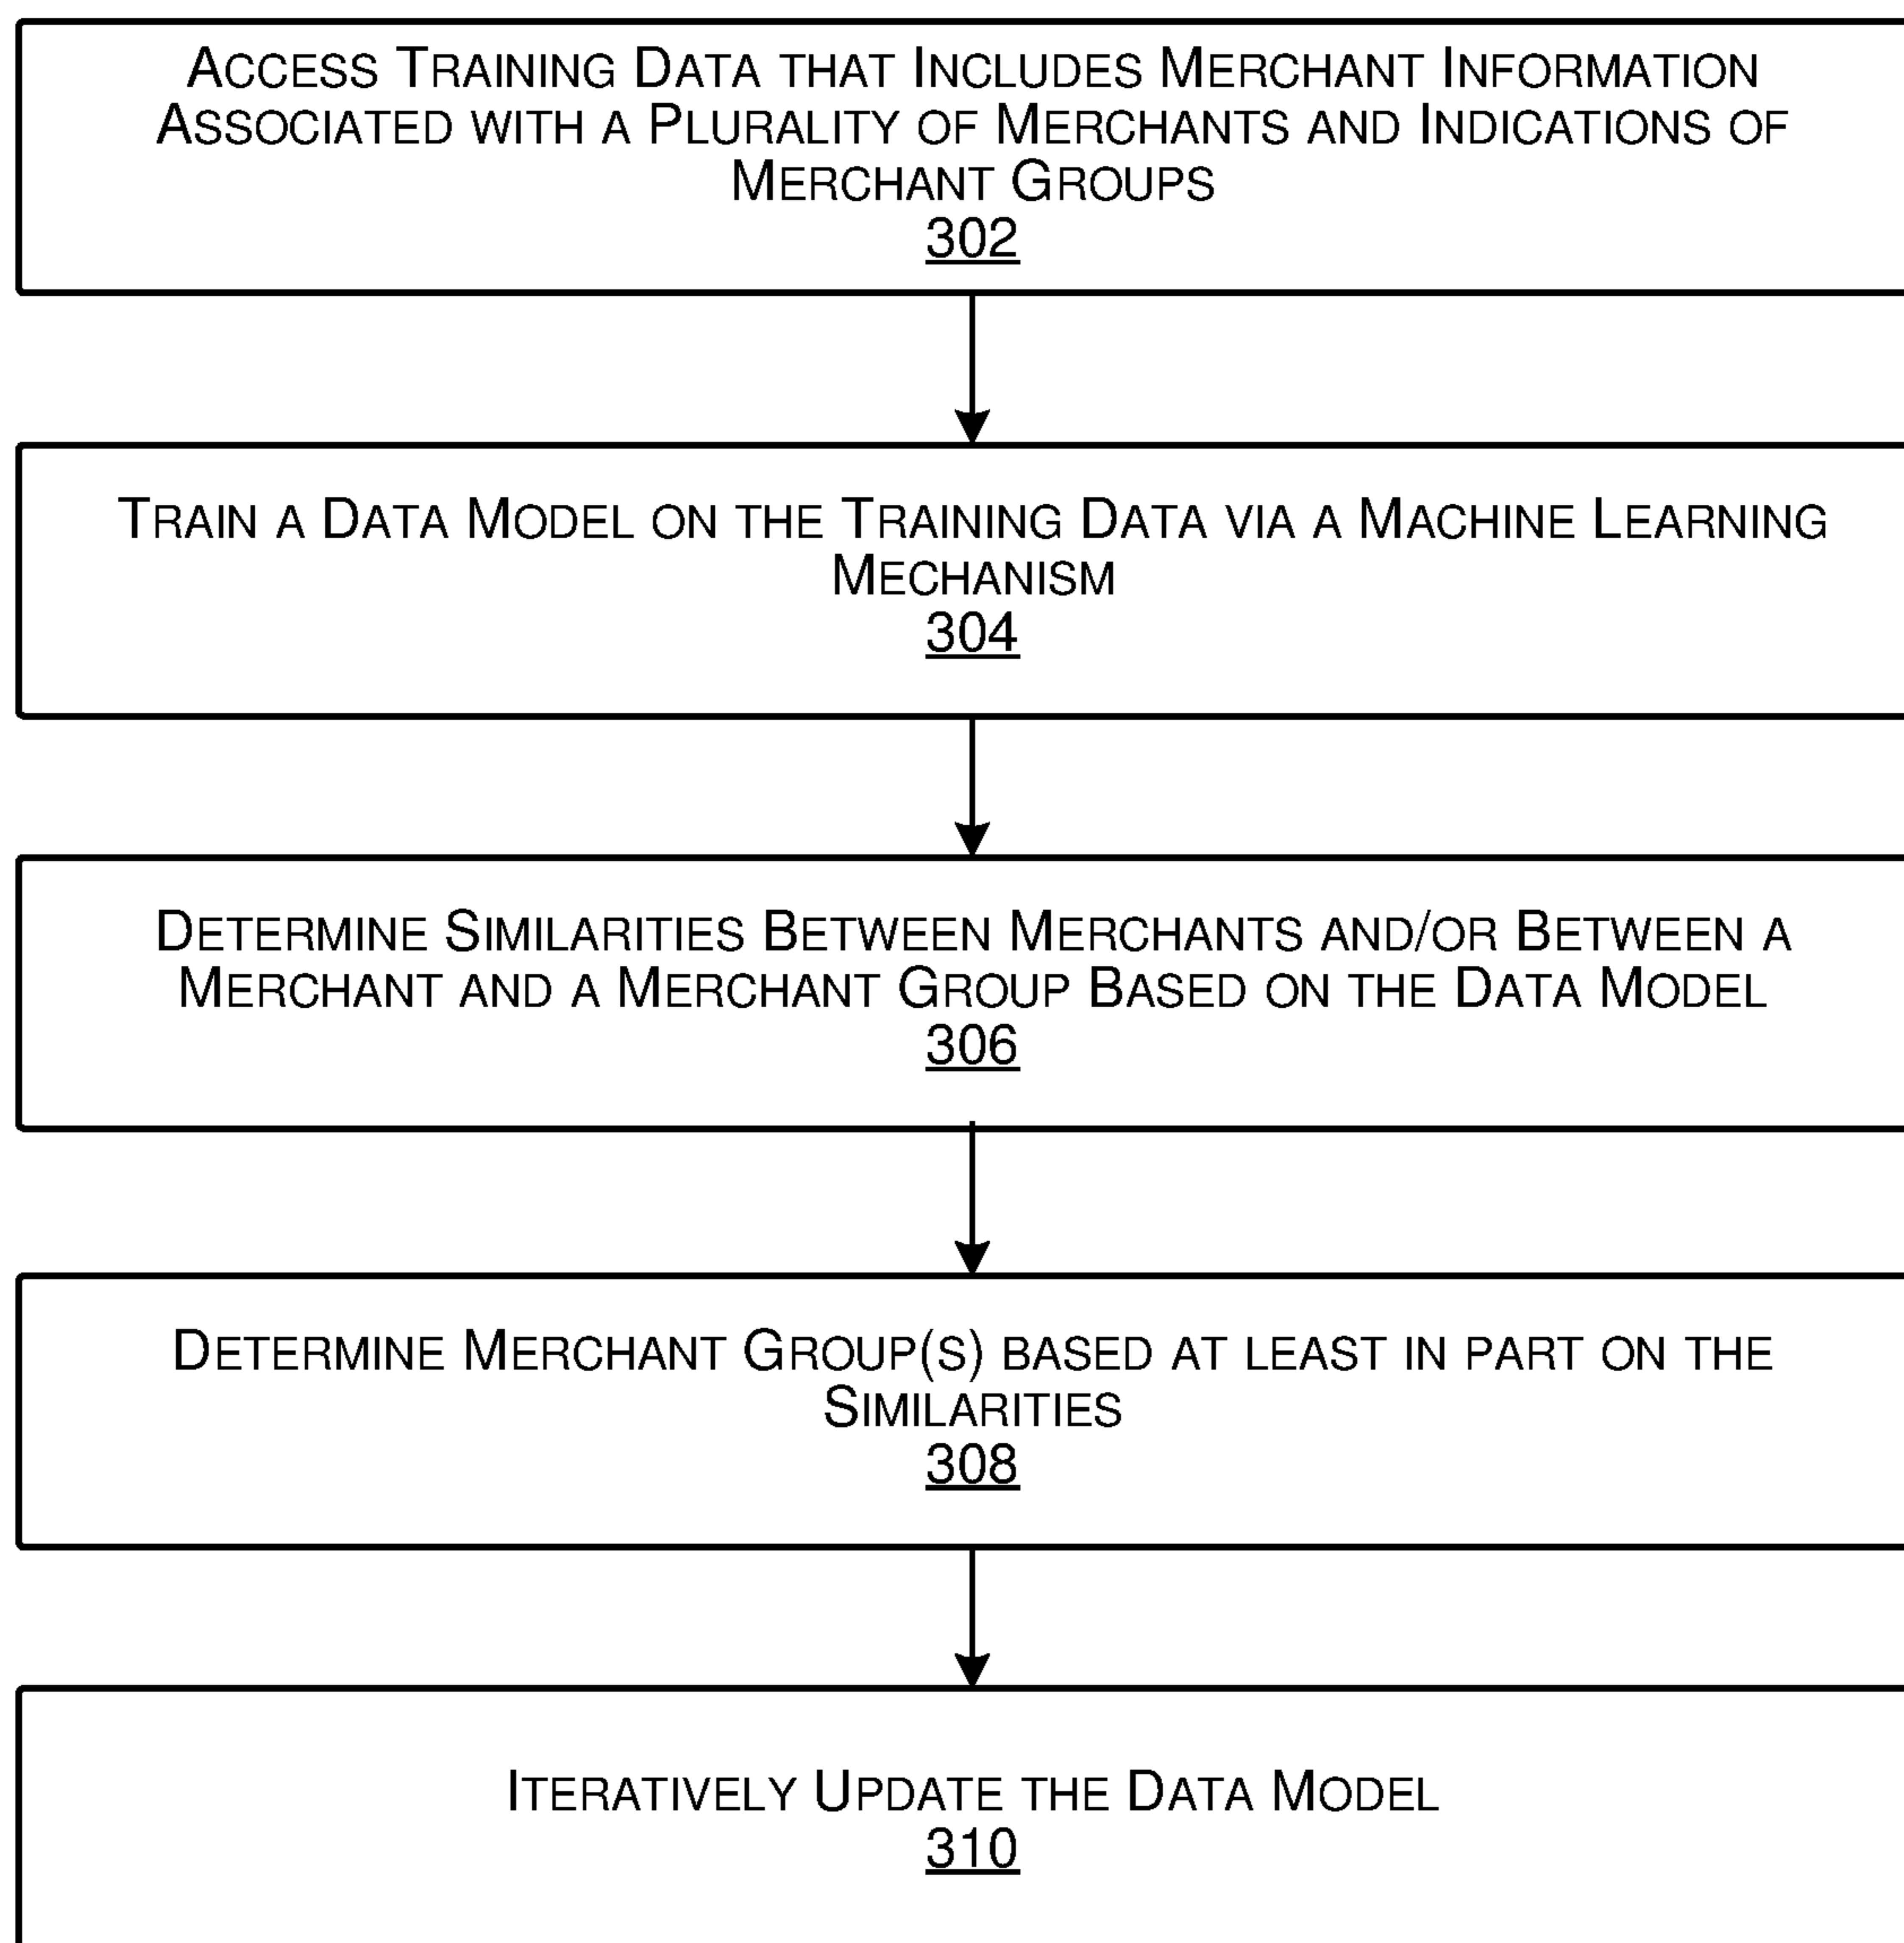 ACCESS TRAINING DATA THAT INCLUDES MERCHANT INFORMATION
ASSOCIATED WITH A PLURALITY OF MERCHANTS AND INDICATIONS OF
MERCHANT GROUPS
302
TRAIN A DATA MODEL ON THE TRAINING DATA VIA A MACHINE LEARNING
MECHANISM
304
DETERMINE SIMILARITIES BETWEEN MERCHANTS AND/OR BETWEEN A
MERCHANT AND A MERCHANT GROUP BASED ON THE DATA MODEL
306
DETERMINE MERCHANT GROUP(S) BASED AT LEAST IN PART ON THE
SIMILARITIES
308
ITERATIVELY UPDATE THE DATA MODEL
310